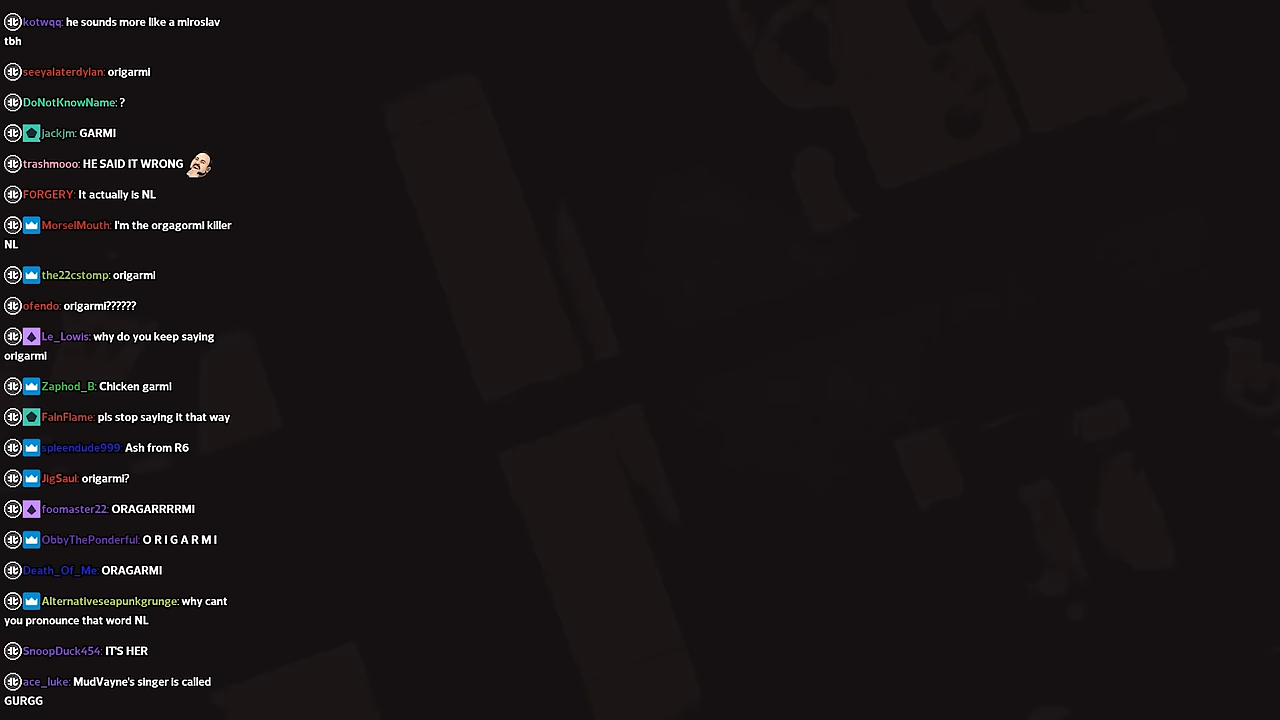 kotwqq: he sounds more like a miroslav
tbh
seeyalaterdylan: origarmi
DoNotKnowName: ?
jackjm: GARMI
trashmooo: HE SAID IT WRONG
FORGERY: It actually is NL
MorselMouth: I'm the orgagormi killer
NL
the22cstomp: origarmi
ofendo: origarmi??????
Le_Lowis: why do you keep saying
origarmi
Zaphod_B: Chicken garmi
FainFlame: pls stop saying it that way
spleendude999: Ash from R6
JigSaul: origarmi?
foomaster22: ORAGARRRRMI
ObbyThePonderful: O R I G A R M I
Death_Of_Me: ORAGARMI
Alternativeseapunkgrunge: why cant
you pronounce that word NL
SnoopDuck454: IT'S HER
ace_luke: MudVayne's singer is called
GURGG